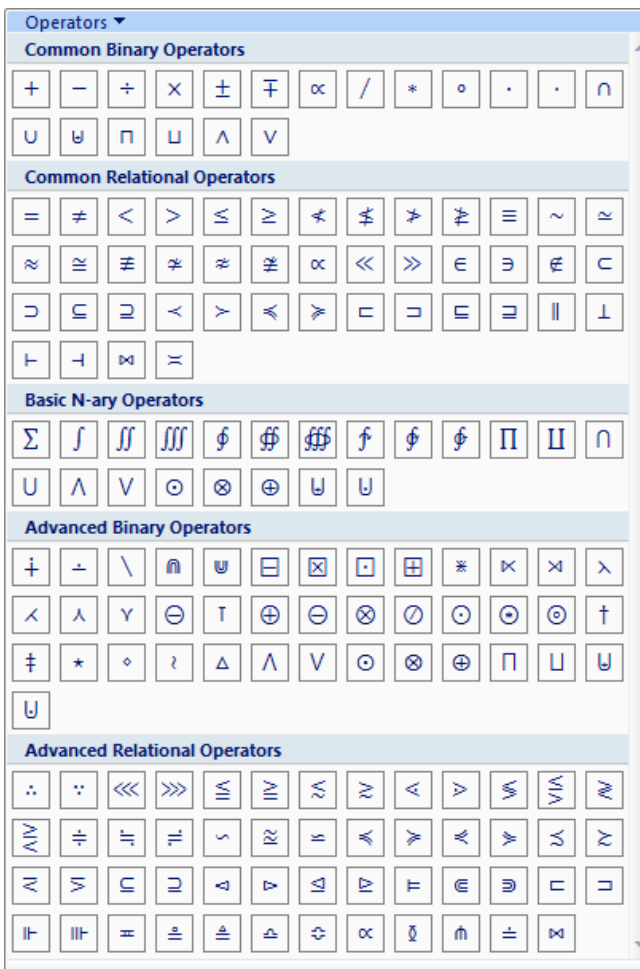 Operators
Common Binary Operators
+ − ÷ × ± ∓ ∝ / * ∘ ∙ ⋅ ∩
∪ ⊎ ⊓ ⊔ ∧ ∨
Common Relational Operators
= ≠ < > ≤ ≥ ≮ ≰ ≯ ≱ ≡ ∼ ≃
≈ ≅ ≢ ≄ ≉ ≇ ∝ ≪ ≫ ∈ ∋ ∉ ⊂
⊃ ⊆ ⊇ ≺ ≻ ≼ ≽ ⊏ ⊐ ⊑ ⊒ ∥ ⊥
⊢ ⊣ ⋈ ≍
Basic N-ary Operators
∑ ∫ ∬ ∭ ∮ ∯ ∰ ∱ ∲ ∳ ∏ ∐ ⋂
⋃ ⋀ ⋁ ⨀ ⨂ ⨁ ⨄ ⨃
Advanced Binary Operators
∔ ∸ ∖ ⋒ ⋓ ⊟ ⊠ ⊡ ⊞ ⋇ ⋉ ⋊ ⋋
⋌ ⋏ ⋎ ⊝ ⊺ ⊕ ⊖ ⊗ ⊘ ⊙ ⊛ ⊚ †
‡ ⋆ ⋄ ≀ △ ⋀ ⋁ ⨀ ⨂ ⨁ ⨅ ⨆ ⨄
⨃
Advanced Relational Operators
∴ ∵ ⋘ ⋙ ≦ ≧ ≲ ≳ ⋖ ⋗ ≶ ⋚ ≷
⋛ ≑ ≒ ≓ ∽ ≊ ⋍ ≼ ≽ ⋞ ⋟ ≾ ≿
⋜ ⋝ ⊆ ⊇ ⊲ ⊳ ⊴ ⊵ ⊨ ⋐ ⋑ ⊏ ⊐
⊩ ⊪ ≖ ≗ ≜ ≏ ≎ ∝ ≬ ⋔ ≐ ⋈